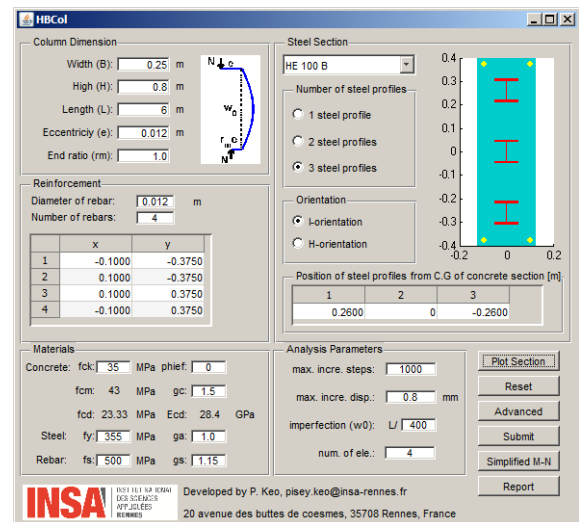 HBCol
Column Dimension
Width (B): 0.25 m
High (H): 0.8 m
Length (L): 6 m
Eccentriciy (e): 0.012 m
End ratio (rm): 1.0
N e
w0
rme
N
Reinforcement
Diameter of rebar: 0.012 m
Number of rebars: 4
x y
1 -0.1000 -0.3750
2 0.1000 -0.3750
3 0.1000 0.3750
4 -0.1000 0.3750
Steel Section
HE 100 B
Number of steel profiles
1 steel profile
2 steel profiles
3 steel profiles
Orientation
I-orientation
H-orientation
0.4
0.3
0.2
0.1
0
-0.1
-0.2
-0.3
-0.4
-0.2 0 0.2
Position of steel profiles from C.G of concrete section [m]
1 2 3
0.2600 0 -0.2600
Materials
Concrete: fck: 35 MPa phief: 0
fcm: 43 MPa gc: 1.5
fcd: 23.33 MPa Ecd: 28.4 GPa
Steel: fy: 355 MPa ga: 1.0
Rebar: fs: 500 MPa gs: 1.15
Analysis Parameters
max. incre. steps: 1000
max. incre. disp.: 0.8 mm
imperfection (w0): L/ 400
num. of ele.: 4
Plot Section
Reset
Advanced
Submit
Simplified M-N
Report
INSA
INSTITUT NATIONAL
DES SCIENCES
APPLIQUÉES
RENNES
Developed by P. Keo, pisey.keo@insa-rennes.fr
20 avenue des buttes de coesmes, 35708 Rennes, France